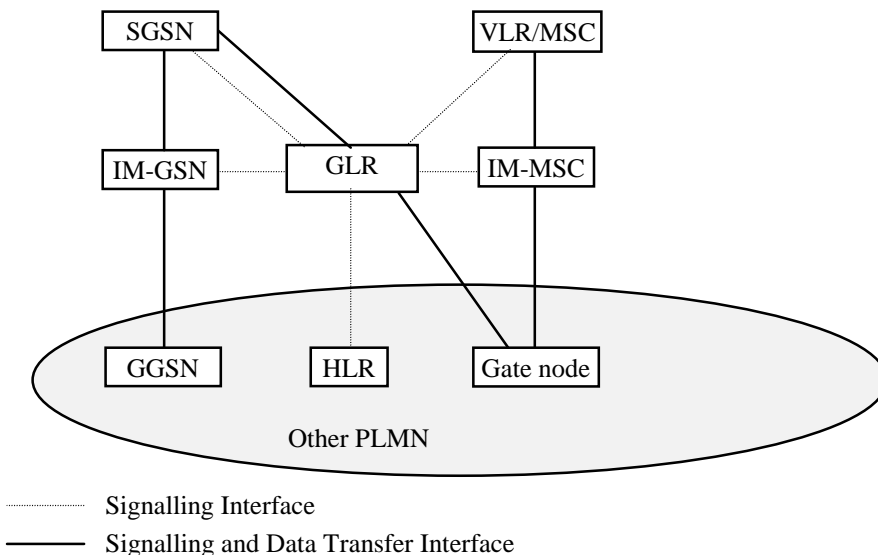 SGSN
VLR/MSC
IM-GSN
GLR
IM-MSC
GGSN
HLR
Gate node
Other PLMN
Signalling Interface
Signalling and Data Transfer Interface